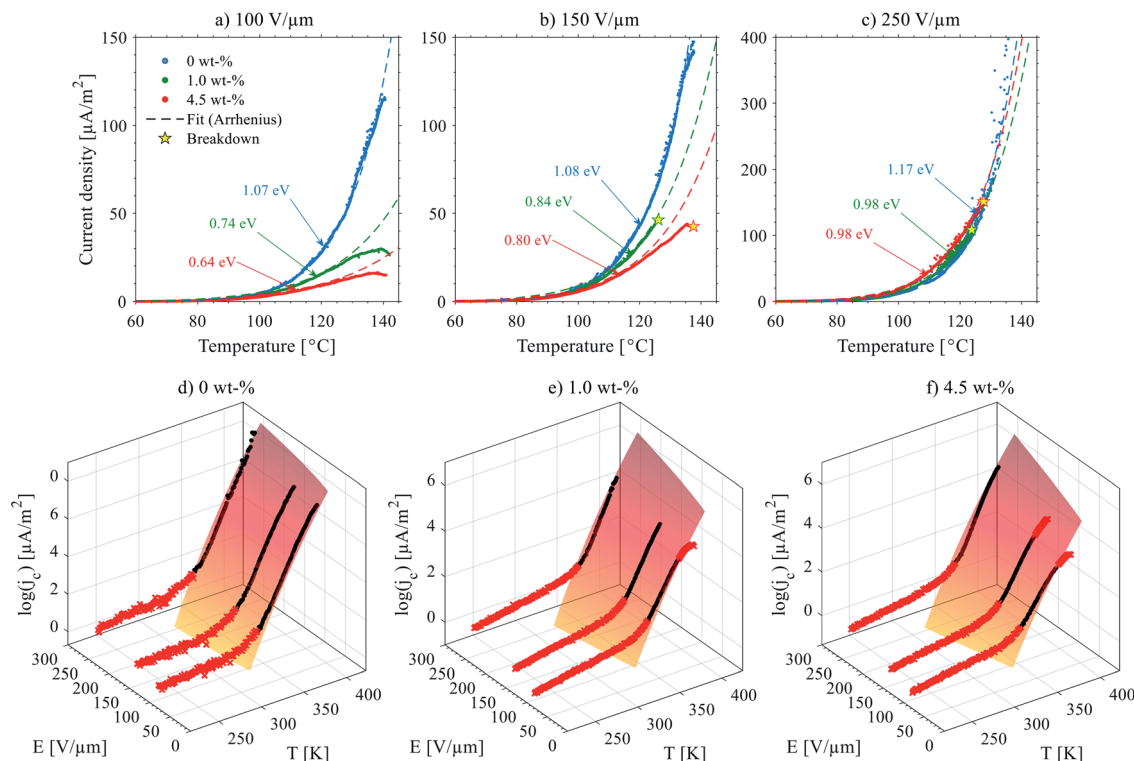 a) 100 V/µm
b) 150 V/µm
c) 250 V/µm
Current density [µA/m²]
150
100
50
0
60
80
100
120
140
Temperature [°C]
0 wt-%
1.0 wt-%
4.5 wt-%
Fit (Arrhenius)
Breakdown
1.07 eV
0.74 eV
0.64 eV
150
100
50
0
60
80
100
120
140
Temperature [°C]
1.08 eV
0.84 eV
0.80 eV
400
350
300
250
200
150
100
50
0
60
80
100
120
140
Temperature [°C]
1.17 eV
0.98 eV
0.98 eV
d) 0 wt-%
log(j_c) [µA/m²]
0
6
4
2
0
300
250
200
150
100
50
0
E [V/µm]
250
300
350
400
T [K]
e) 1.0 wt-%
log(j_c) [µA/m²]
6
4
2
0
300
250
200
150
100
50
0
E [V/µm]
250
300
350
400
T [K]
f) 4.5 wt-%
log(j_c) [µA/m²]
6
4
2
0
300
250
200
150
100
50
0
E [V/µm]
250
300
350
400
T [K]